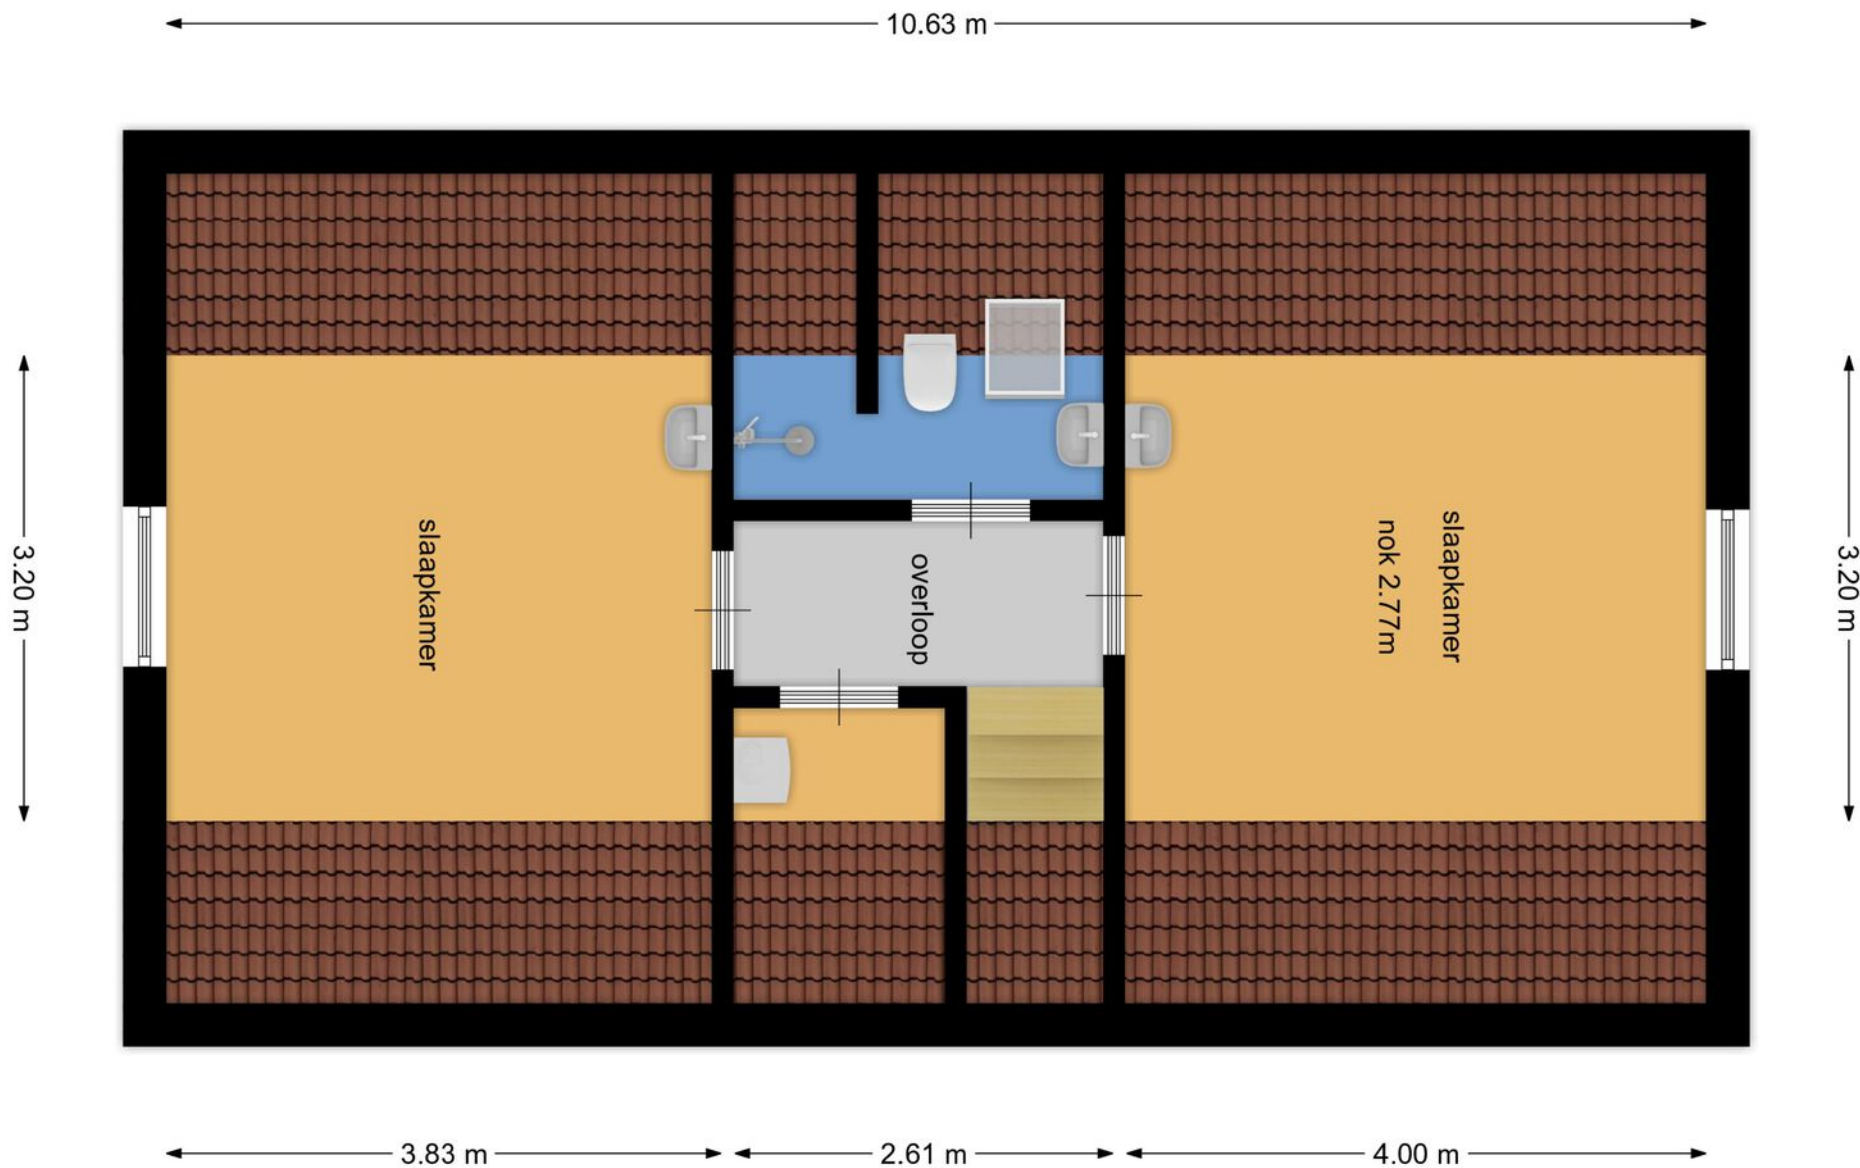 10.63 m
3.20 m
slaapkamer
overloop
slaapkamer
nok 2.77m
3.20 m
3.83 m
2.61 m
4.00 m